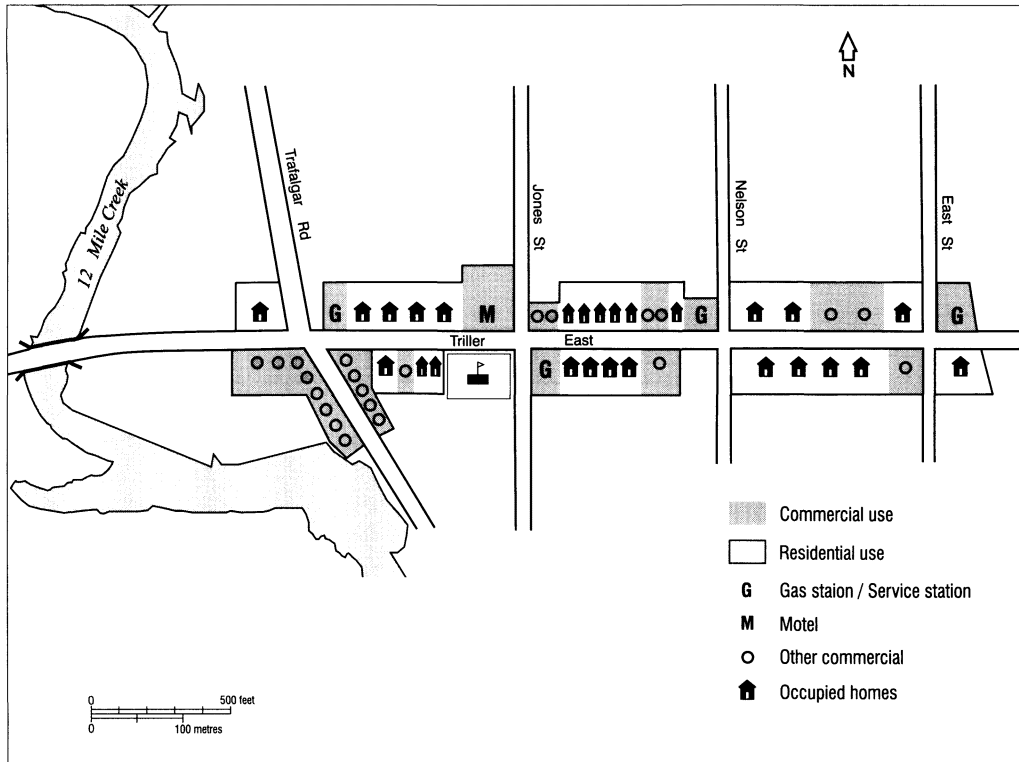 N
Trafalgar Rd
Jones St
Nelson St
East St
12 Mile Creek
G
M
G
G
Triller East
G
Commercial use
Residential use
G Gas staion / Service station
M Motel
Other commercial
Occupied homes
0 500 feet
0 100 metres